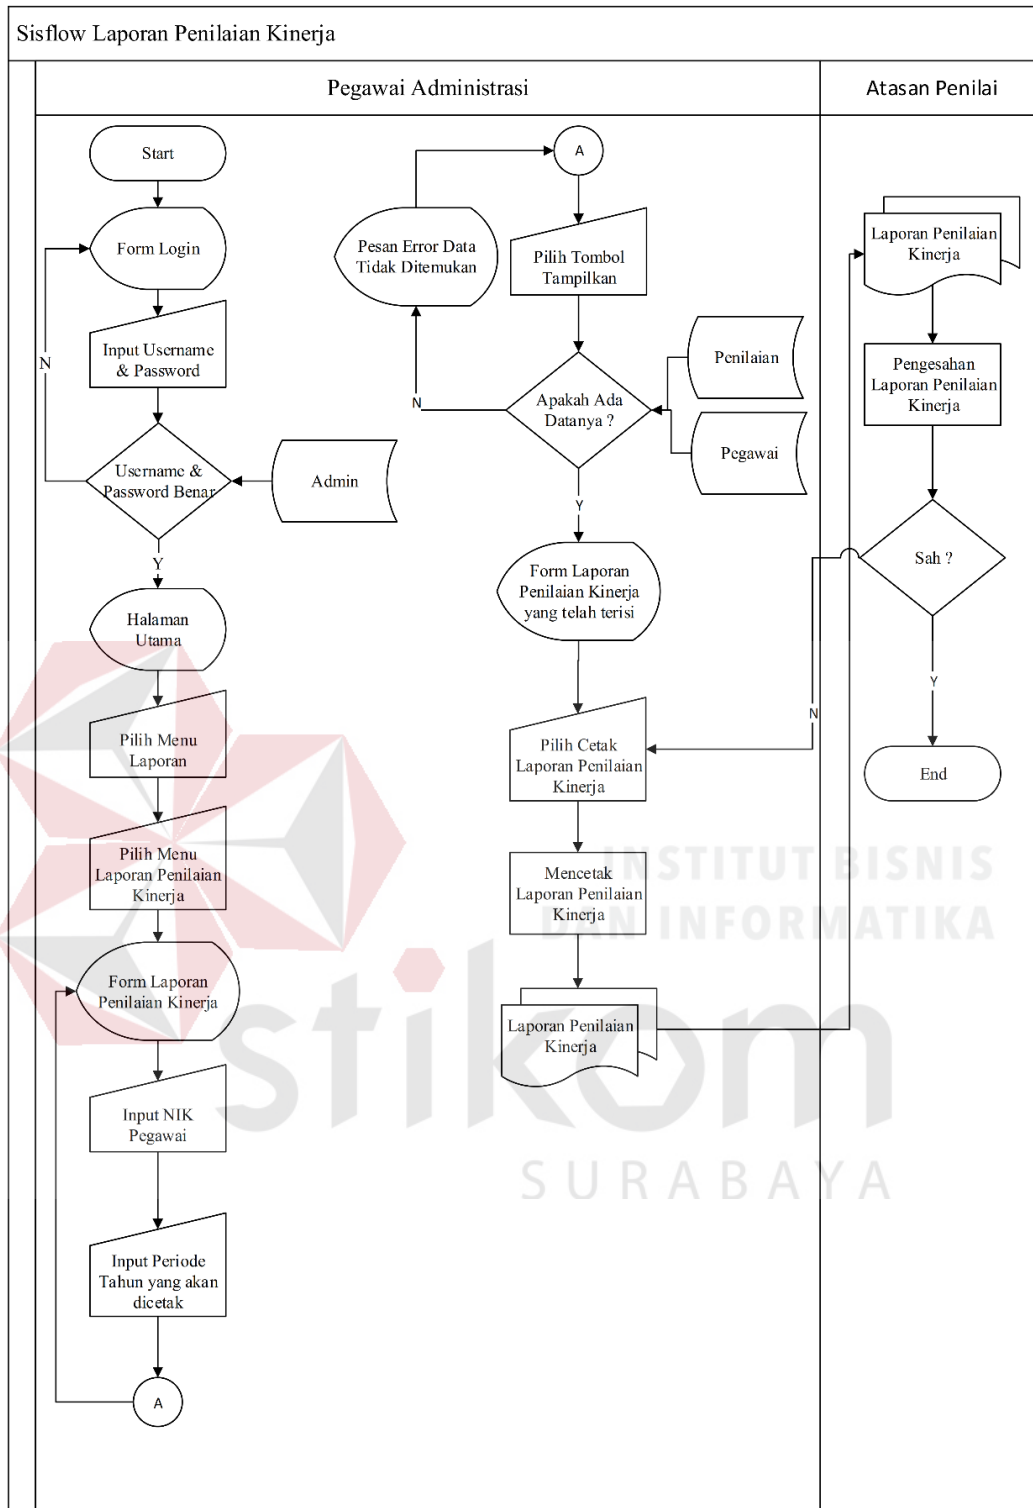 Sisflow Laporan Penilaian Kinerja
Pegawai Administrasi
Atasan Penilai
Start
Form Login
N
Input Username
& Password
Username &
Password Benar
Admin
Y
Halaman
Utama
Pilih Menu
Laporan
Pilih Menu
Laporan Penilaian
Kinerja
Form Laporan
Penilaian Kinerja
Input NIK
Pegawai
Input Periode
Tahun yang akan
dicetak
A
A
Pesan Error Data
Tidak Ditemukan
Pilih Tombol
Tampilkan
N
Apakah Ada
Datanya ?
Penilaian
Pegawai
Y
Form Laporan
Penilaian Kinerja
yang telah terisi
Pilih Cetak
Laporan Penilaian
Kinerja
Mencetak
Laporan Penilaian
Kinerja
Laporan Penilaian
Kinerja
Laporan Penilaian
Kinerja
Pengesahan
Laporan Penilaian
Kinerja
Sah ?
N
Y
End
INSTITUT BISNIS
DAN INFORMATIKA
stikom
SURABAYA